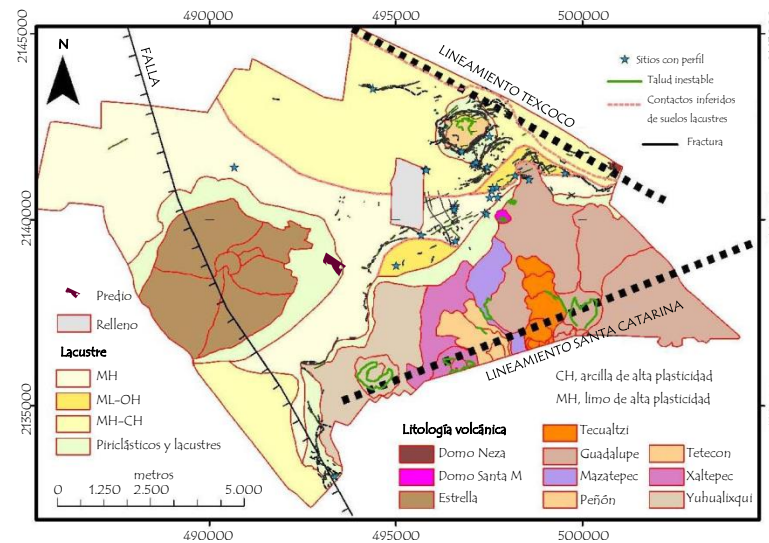 490000 495000 500000
2145000
2140000
2135000
N
FALLA
LINEAMIENTO TEXCOCO
Sitios con perfil
Talud inestable
Contactos inferidos
de suelos lacustres
Fractura
LINEAMIENTO SANTA CATARINA
Predio
Relleno
Lacustre
MH
ML-OH
MH-CH
Piriclásticos y lacustres
metros
0 1.250 2.500 5.000
CH, arcilla de alta plasticidad
MH, limo de alta plasticidad
Litología volcánica
Domo Neza
Domo Santa M
Estrella
Tecualtzi
Guadalupe
Mazatepec
Peñón
Tetecon
Xaltepec
Yuhualixqui
490000 495000 500000